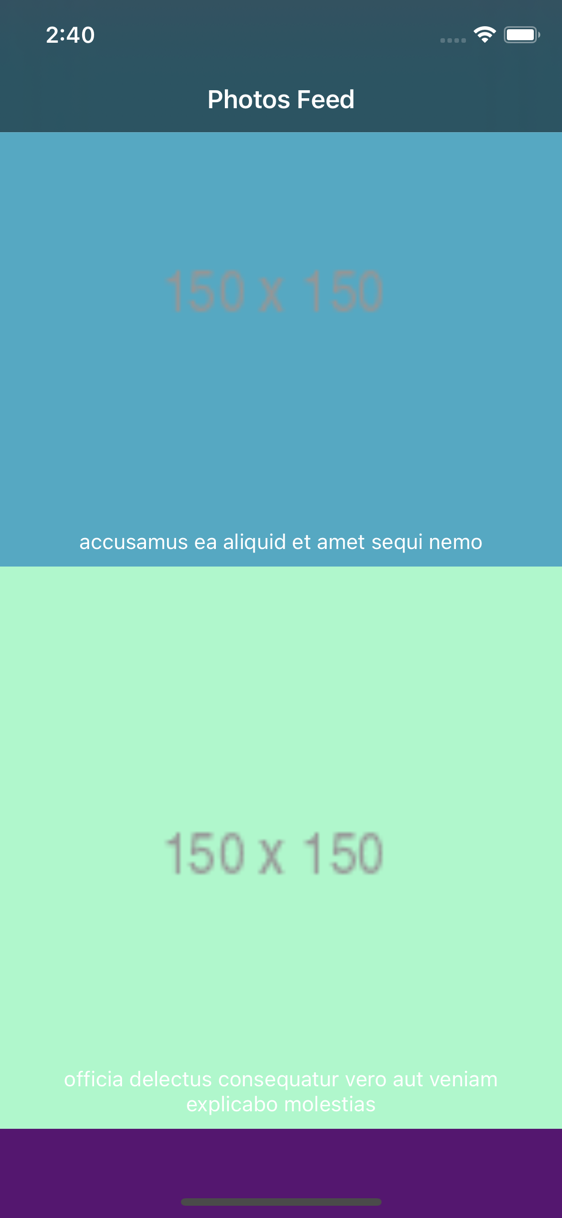 2:40
Photos Feed
150 x 150
accusamus ea aliquid et amet sequi nemo
150 x 150
officia delectus consequatur vero aut veniam
explicabo molestias